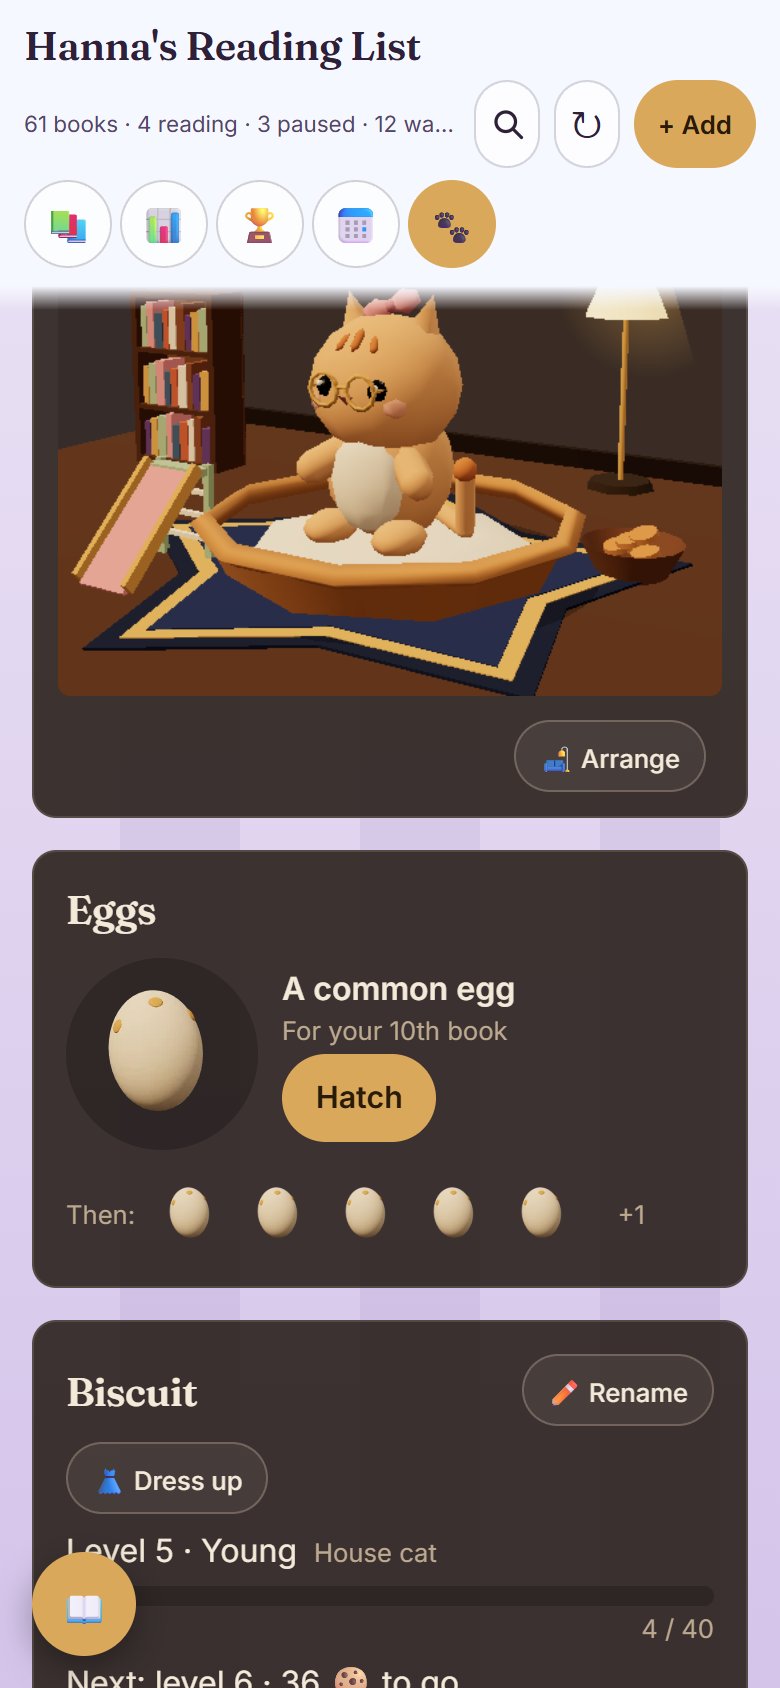 Hanna's Reading List
61 books · 4 reading · 3 paused · 12 wa...
+ Add
Arrange
Eggs
A common egg
For your 10th book
Hatch
Then:
+1
Biscuit
Rename
Dress up
Level 5 · Young House cat
4 / 40
Next: level 6 · 36 🍪 to go